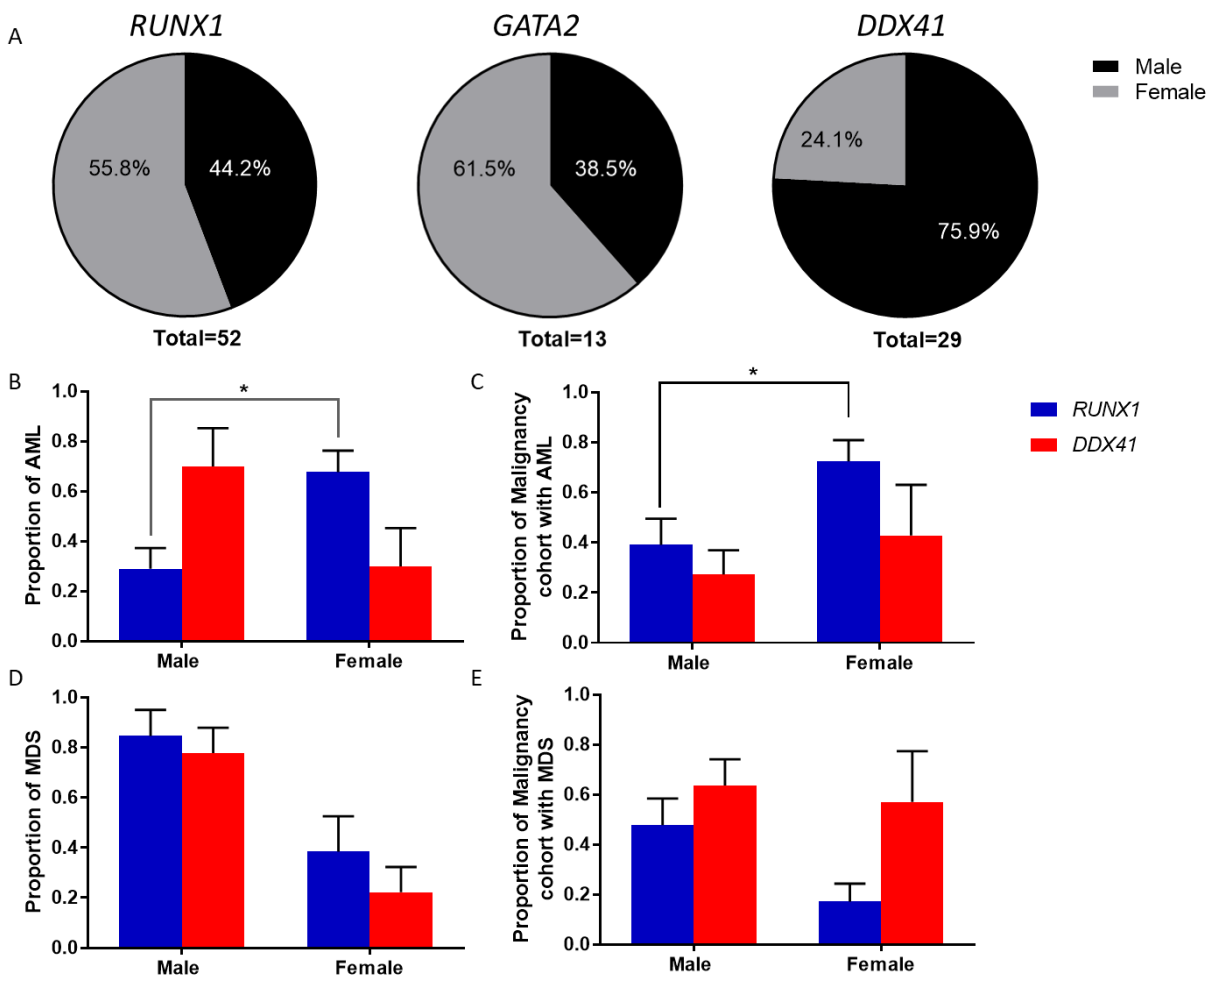 A
RUNX1
GATA2
DDX41
Male
Female
55.8%
44.2%
61.5%
38.5%
24.1%
75.9%
Total=52
Total=13
Total=29
B
*
1.0
0.8
0.6
0.4
0.2
0.0
Proportion of AML
Male
Female
C
*
1.0
0.8
0.6
0.4
0.2
0.0
Proportion of Malignancy
cohort with AML
Male
Female
RUNX1
DDX41
D
1.0
0.8
0.6
0.4
0.2
0.0
Proportion of MDS
Male
Female
E
1.0
0.8
0.6
0.4
0.2
0.0
Proportion of Malignancy
cohort with MDS
Male
Female